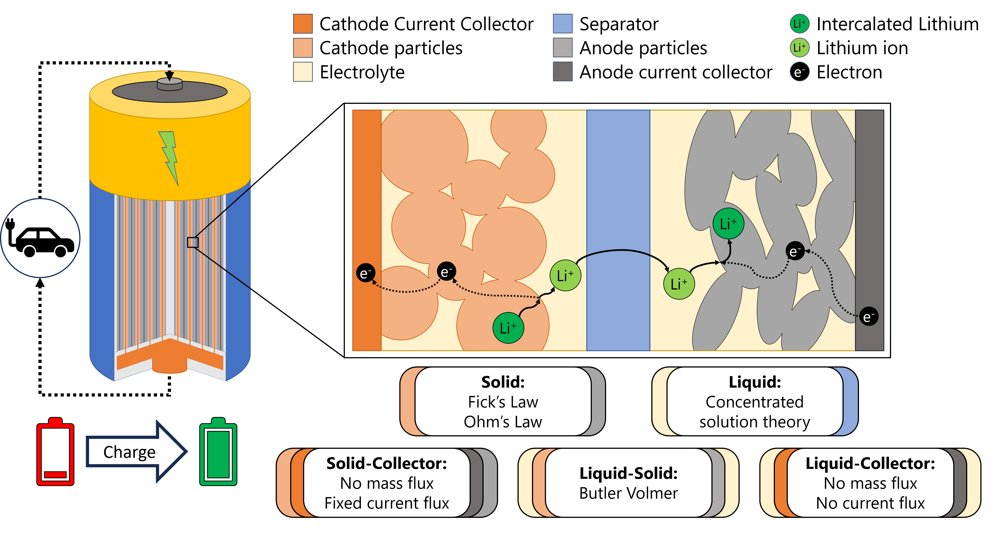 Cathode Current Collector
Cathode particles
Electrolyte
Separator
Anode particles
Anode current collector
Li⁺ Intercalated Lithium
Li⁺ Lithium ion
e⁻ Electron
Li⁺
e⁻
e⁻
e⁻
Li⁺
Li⁺
Li⁺
e⁻
Solid:
Fick's Law
Ohm's Law
Liquid:
Concentrated
solution theory
Charge
Solid-Collector:
No mass flux
Fixed current flux
Liquid-Solid:
Butler Volmer
Liquid-Collector:
No mass flux
No current flux